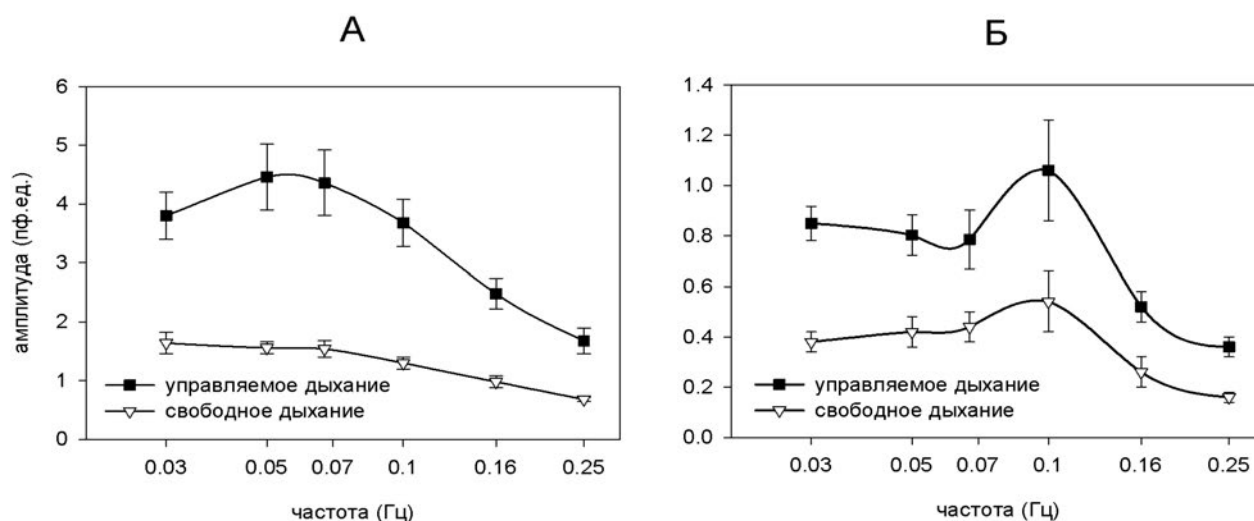 А
Б
амплитуда (пф.ед.)
6
5
4
3
2
1
0
управляемое дыхание
свободное дыхание
0.03 0.05 0.07 0.1 0.16 0.25
частота (Гц)
1.4
1.2
1.0
0.8
0.6
0.4
0.2
0.0
управляемое дыхание
свободное дыхание
0.03 0.05 0.07 0.1 0.16 0.25
частота (Гц)